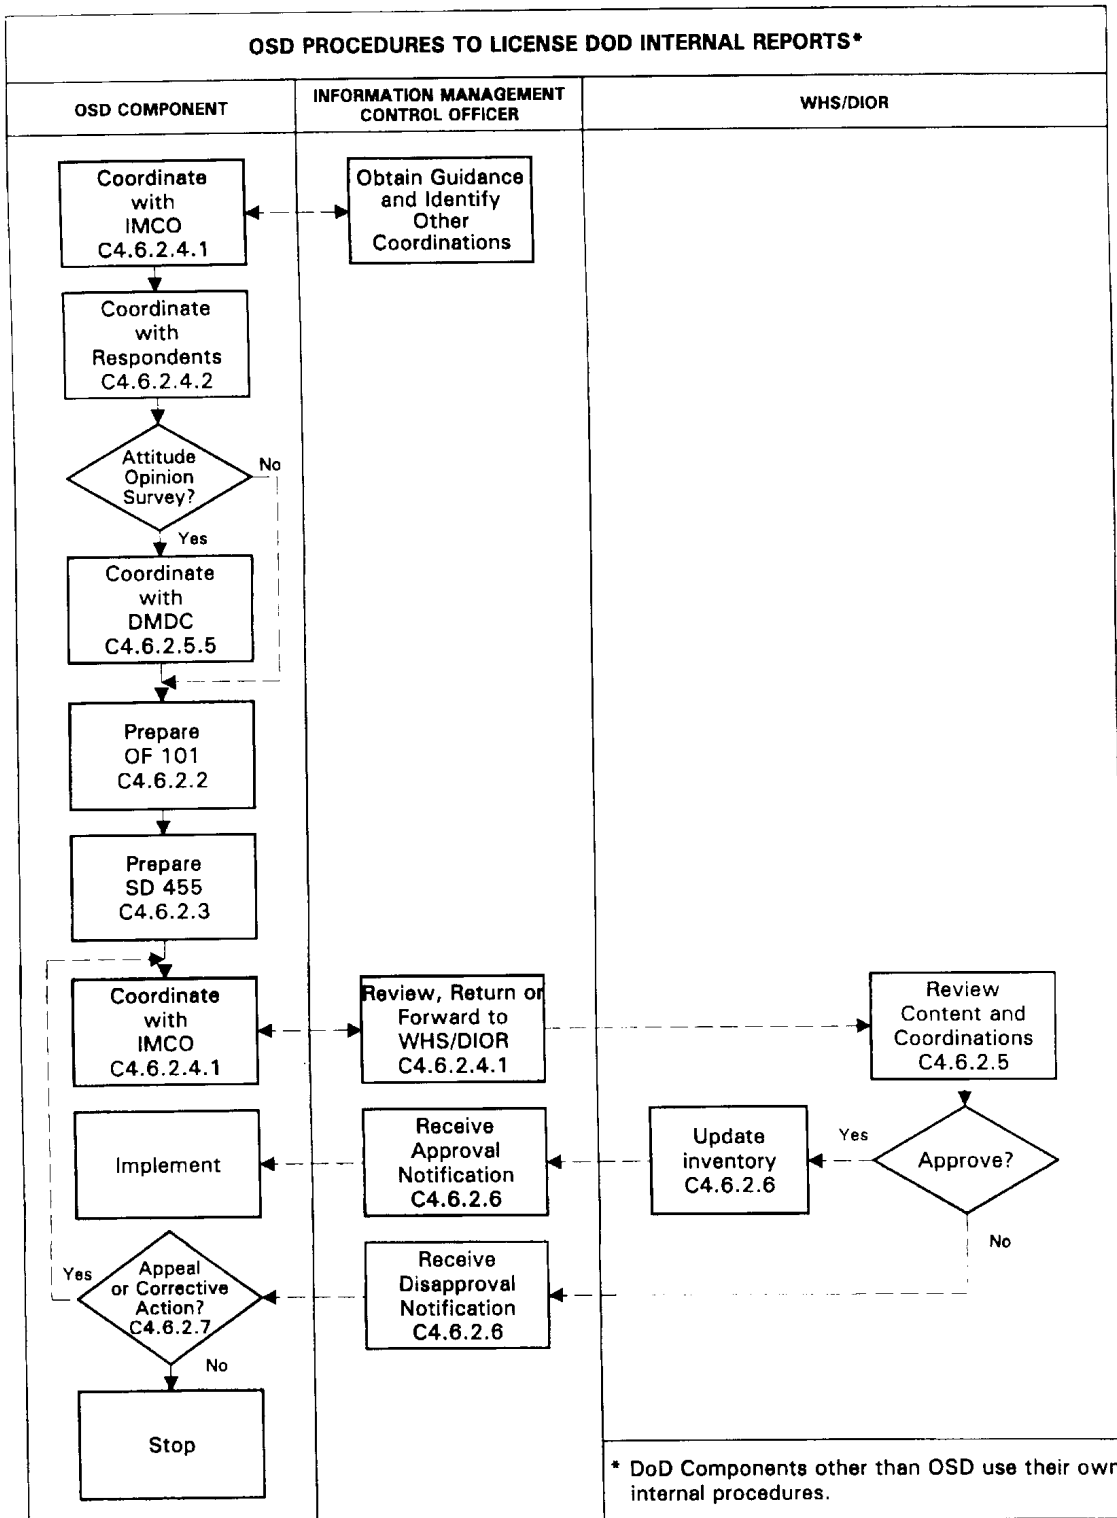 OSD PROCEDURES TO LICENSE DOD INTERNAL REPORTS*
OSD COMPONENT
INFORMATION MANAGEMENT
CONTROL OFFICER
WHS/DIOR
Coordinate
with
IMCO
C4.6.2.4.1
Obtain Guidance
and Identify
Other
Coordinations
Coordinate
with
Respondents
C4.6.2.4.2
Attitude
Opinion
Survey?
No
Yes
Coordinate
with
DMDC
C4.6.2.5.5
Prepare
OF 101
C4.6.2.2
Prepare
SD 455
C4.6.2.3
Coordinate
with
IMCO
C4.6.2.4.1
Review, Return or
Forward to
WHS/DIOR
C4.6.2.4.1
Review
Content and
Coordinations
C4.6.2.5
Implement
Receive
Approval
Notification
C4.6.2.6
Update
inventory
C4.6.2.6
Yes
Approve?
No
Yes
Appeal
or Corrective
Action?
C4.6.2.7
No
Receive
Disapproval
Notification
C4.6.2.6
Stop
* DoD Components other than OSD use their own
internal procedures.